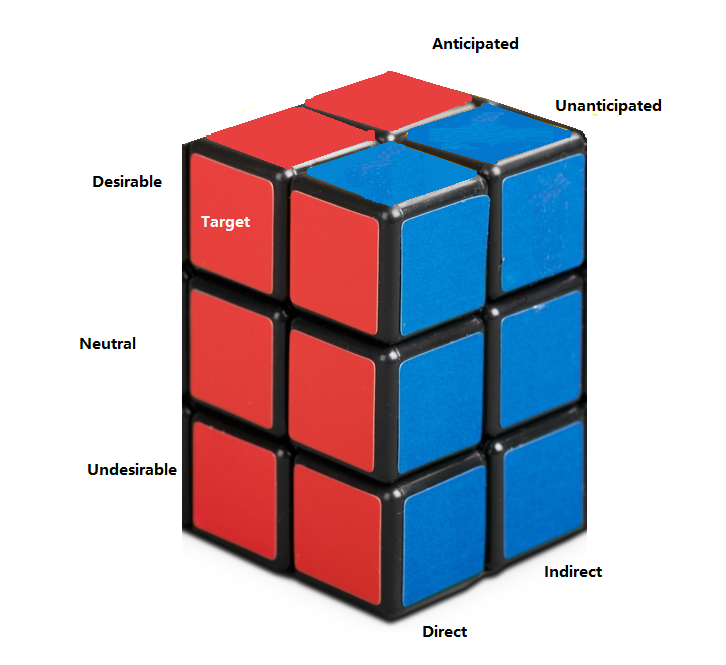 Anticipated
Unanticipated
Desirable
Target
Neutral
Undesirable
Indirect
Direct